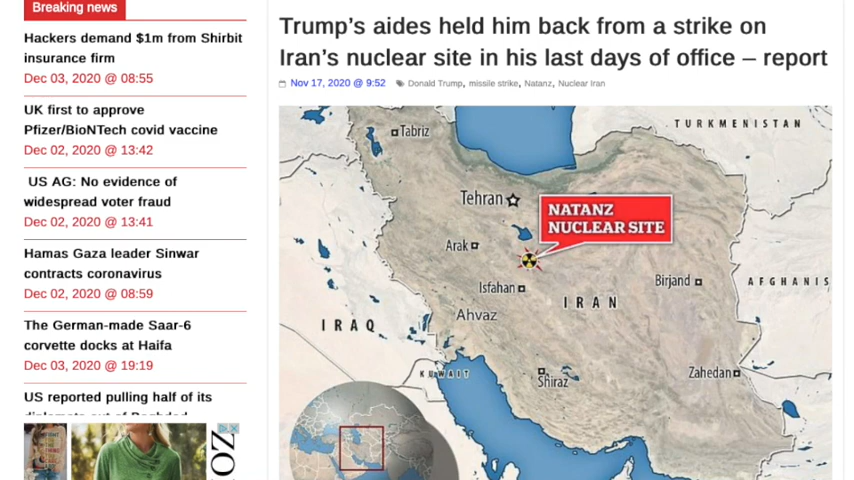 Breaking news
Hackers demand $1m from Shirbit
insurance firm
Dec 03, 2020 @ 08:55
UK first to approve
Pfizer/BioNTech covid vaccine
Dec 02, 2020 @ 13:42
US AG: No evidence of
widespread voter fraud
Dec 02, 2020 @ 13:41
Hamas Gaza leader Sinwar
contracts coronavirus
Dec 02, 2020 @ 08:59
The German-made Saar-6
corvette docks at Haifa
Dec 03, 2020 @ 19:19
US reported pulling half of its
diplomats out of Baghdad
Trump's aides held him back from a strike on
Iran's nuclear site in his last days of office – report
Nov 17, 2020 @ 9:52 Donald Trump, missile strike, Natanz, Nuclear Iran
TURKMENISTAN
Tabriz
Tehran
NATANZ
NUCLEAR SITE
Arak
Isfahan
Birjand
AFGHANIS
IRAN
Ahvaz
IRAQ
KUWAIT
Shiraz
Zahedan